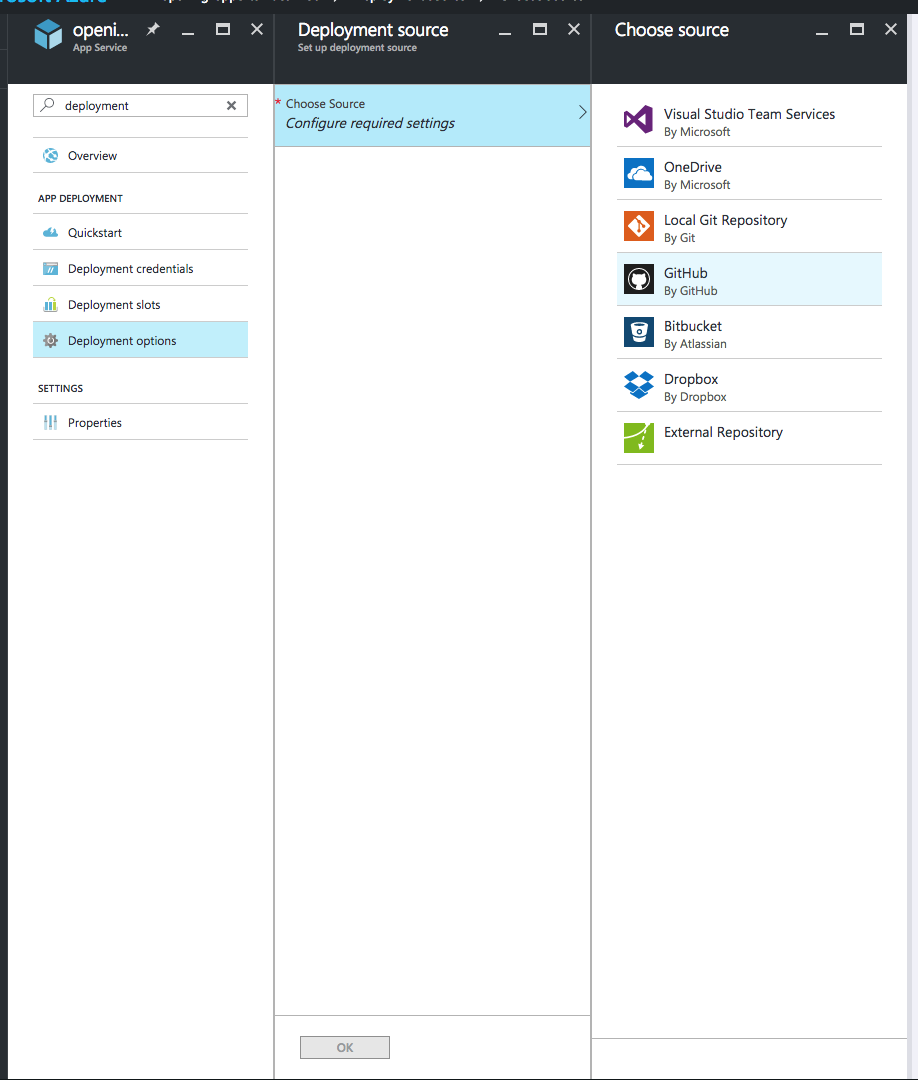 openi...
App Service
deployment
Overview
APP DEPLOYMENT
Quickstart
Deployment credentials
Deployment slots
Deployment options
SETTINGS
Properties
Deployment source
Set up deployment source
* Choose Source
Configure required settings
OK
Choose source
Visual Studio Team Services
By Microsoft
OneDrive
By Microsoft
Local Git Repository
By Git
GitHub
By GitHub
Bitbucket
By Atlassian
Dropbox
By Dropbox
External Repository